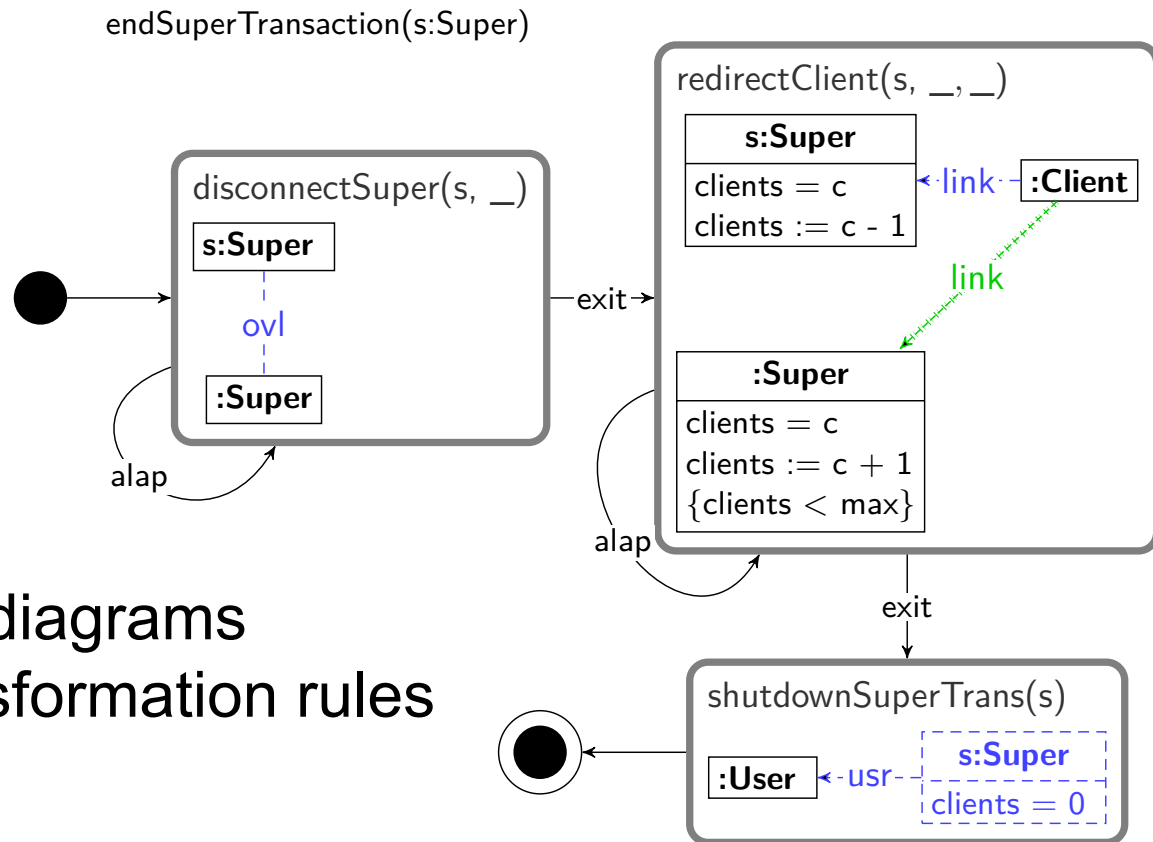 endSuperTransaction(s:Super)
disconnectSuper(s, _)
s:Super
ovl
:Super
alap
exit
redirectClient(s, _, _)
s:Super
clients = c
clients := c - 1
link
:Client
link
:Super
clients = c
clients := c + 1
{clients < max}
alap
exit
diagrams
sformation rules
shutdownSuperTrans(s)
:User
usr
s:Super
clients = 0